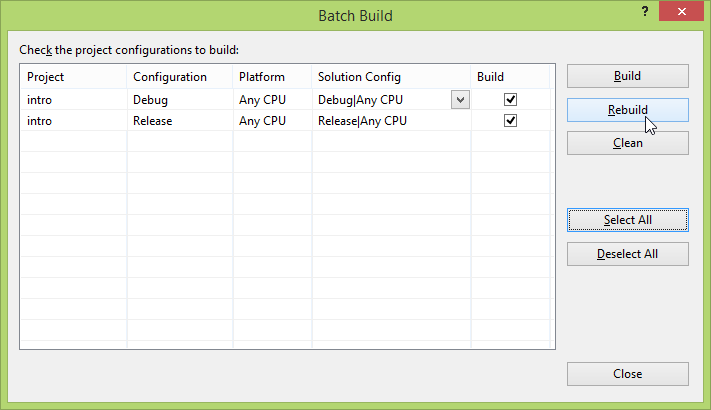 Batch Build
?
Check the project configurations to build:
Project Configuration Platform Solution Config Build
intro Debug Any CPU Debug|Any CPU
intro Release Any CPU Release|Any CPU
Build
Rebuild
Clean
Select All
Deselect All
Close